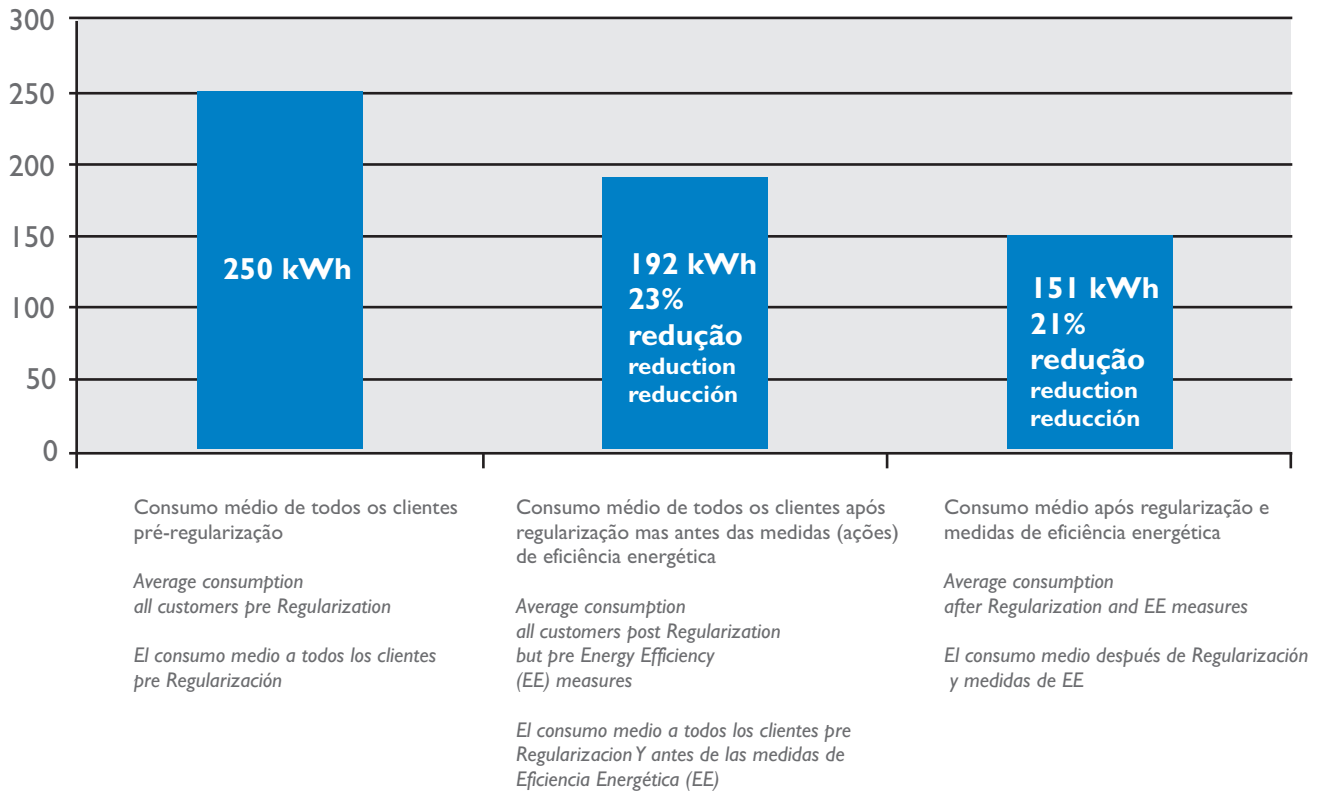 300
250
200
150
100
50
0
250 kWh
192 kWh
23%
redução
reduction
reducción
151 kWh
21%
redução
reduction
reducción
Consumo médio de todos os clientes
pré-regularização
Average consumption
all customers pre Regularization
El consumo medio a todos los clientes
pre Regularización
Consumo médio de todos os clientes após
regularização mas antes das medidas (ações)
de eficiência energética
Average consumption
all customers post Regularization
but pre Energy Efficiency
(EE) measures
El consumo medio a todos los clientes pre
Regularizacion Y antes de las medidas de
Eficiencia Energética (EE)
Consumo médio após regularização e
medidas de eficiência energética
Average consumption
after Regularization and EE measures
El consumo medio después de Regularización
y medidas de EE